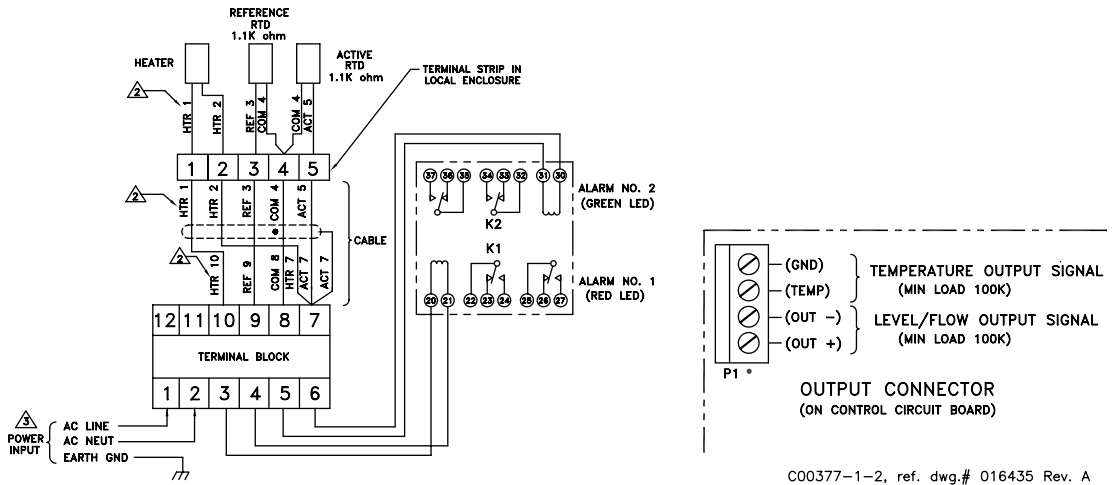 REFERENCE
RTD
1.1K ohm
HEATER
ACTIVE
RTD
1.1K ohm
TERMINAL STRIP IN
LOCAL ENCLOSURE
2
HTR 1
HTR 2
REF 3
COM 4
COM 4
ACT 5
1 2 3 4 5
2
HTR 1
HTR 2
REF 3
COM 4
ACT 5
CABLE
2
HTR 10
REF 9
COM 8
HTR 7
ACT 7
ACT 7
12 11 10 9 8 7
TERMINAL BLOCK
1 2 3 4 5 6
3
POWER
INPUT
AC LINE
AC NEUT
EARTH GND
37 36 35 34 33 32 31 30
K2
ALARM NO. 2
(GREEN LED)
K1
ALARM NO. 1
(RED LED)
20 21 22 23 24 25 26 27
(GND)
(TEMP)
TEMPERATURE OUTPUT SIGNAL
(MIN LOAD 100K)
(OUT -)
(OUT +)
LEVEL/FLOW OUTPUT SIGNAL
(MIN LOAD 100K)
P1
OUTPUT CONNECTOR
(ON CONTROL CIRCUIT BOARD)
C00377-1-2, ref. dwg.# 016435 Rev. A